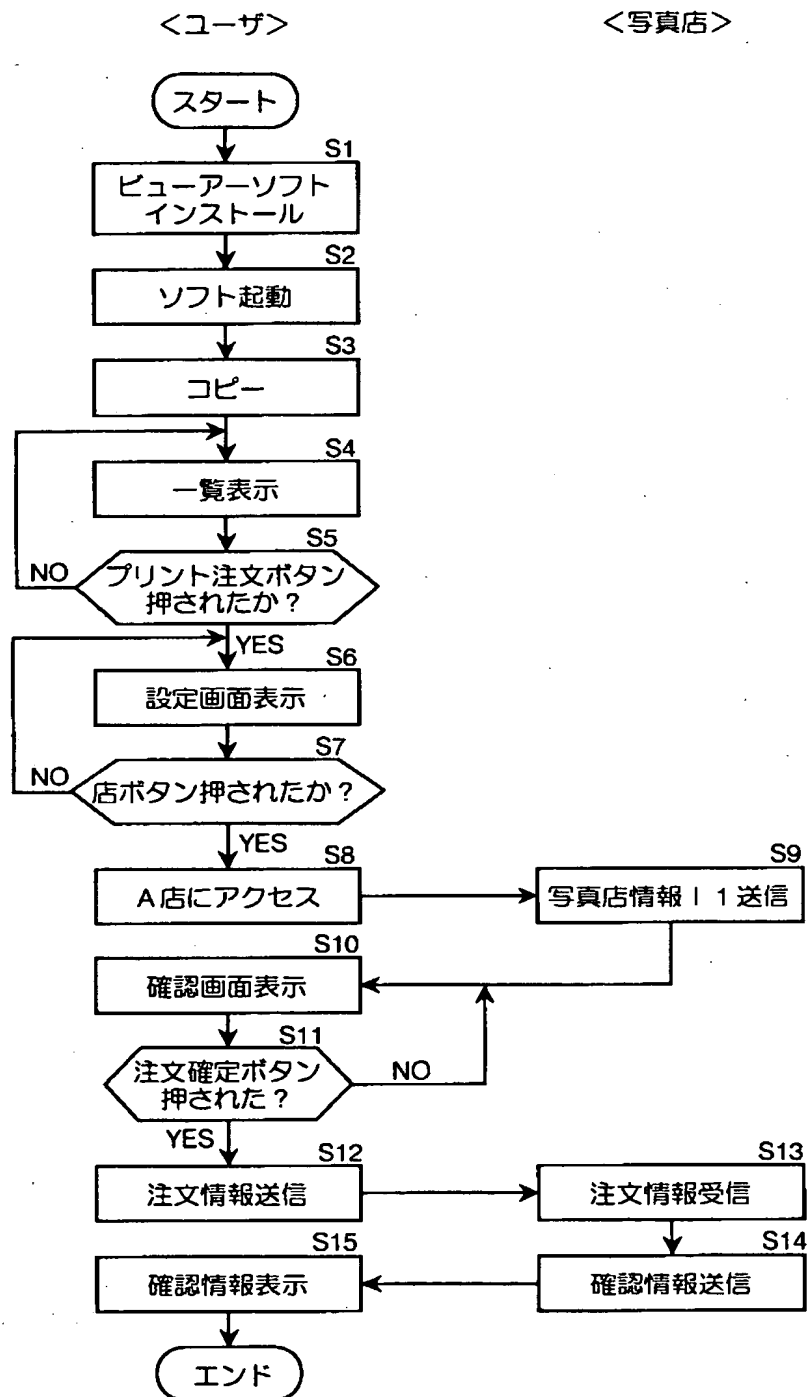 <ユーザ>
<写真店>
スタート
S1
ビューアーソフト
インストール
S2
ソフト起動
S3
コピー
S4
一覧表示
S5
プリント注文ボタン
押されたか?
NO
YES
S6
設定画面表示
S7
店ボタン押されたか?
NO
YES
S8
A店にアクセス
S9
写真店情報I1送信
S10
確認画面表示
S11
注文確定ボタン
押された?
NO
YES
S12
注文情報送信
S13
注文情報受信
S14
確認情報送信
S15
確認情報表示
エンド